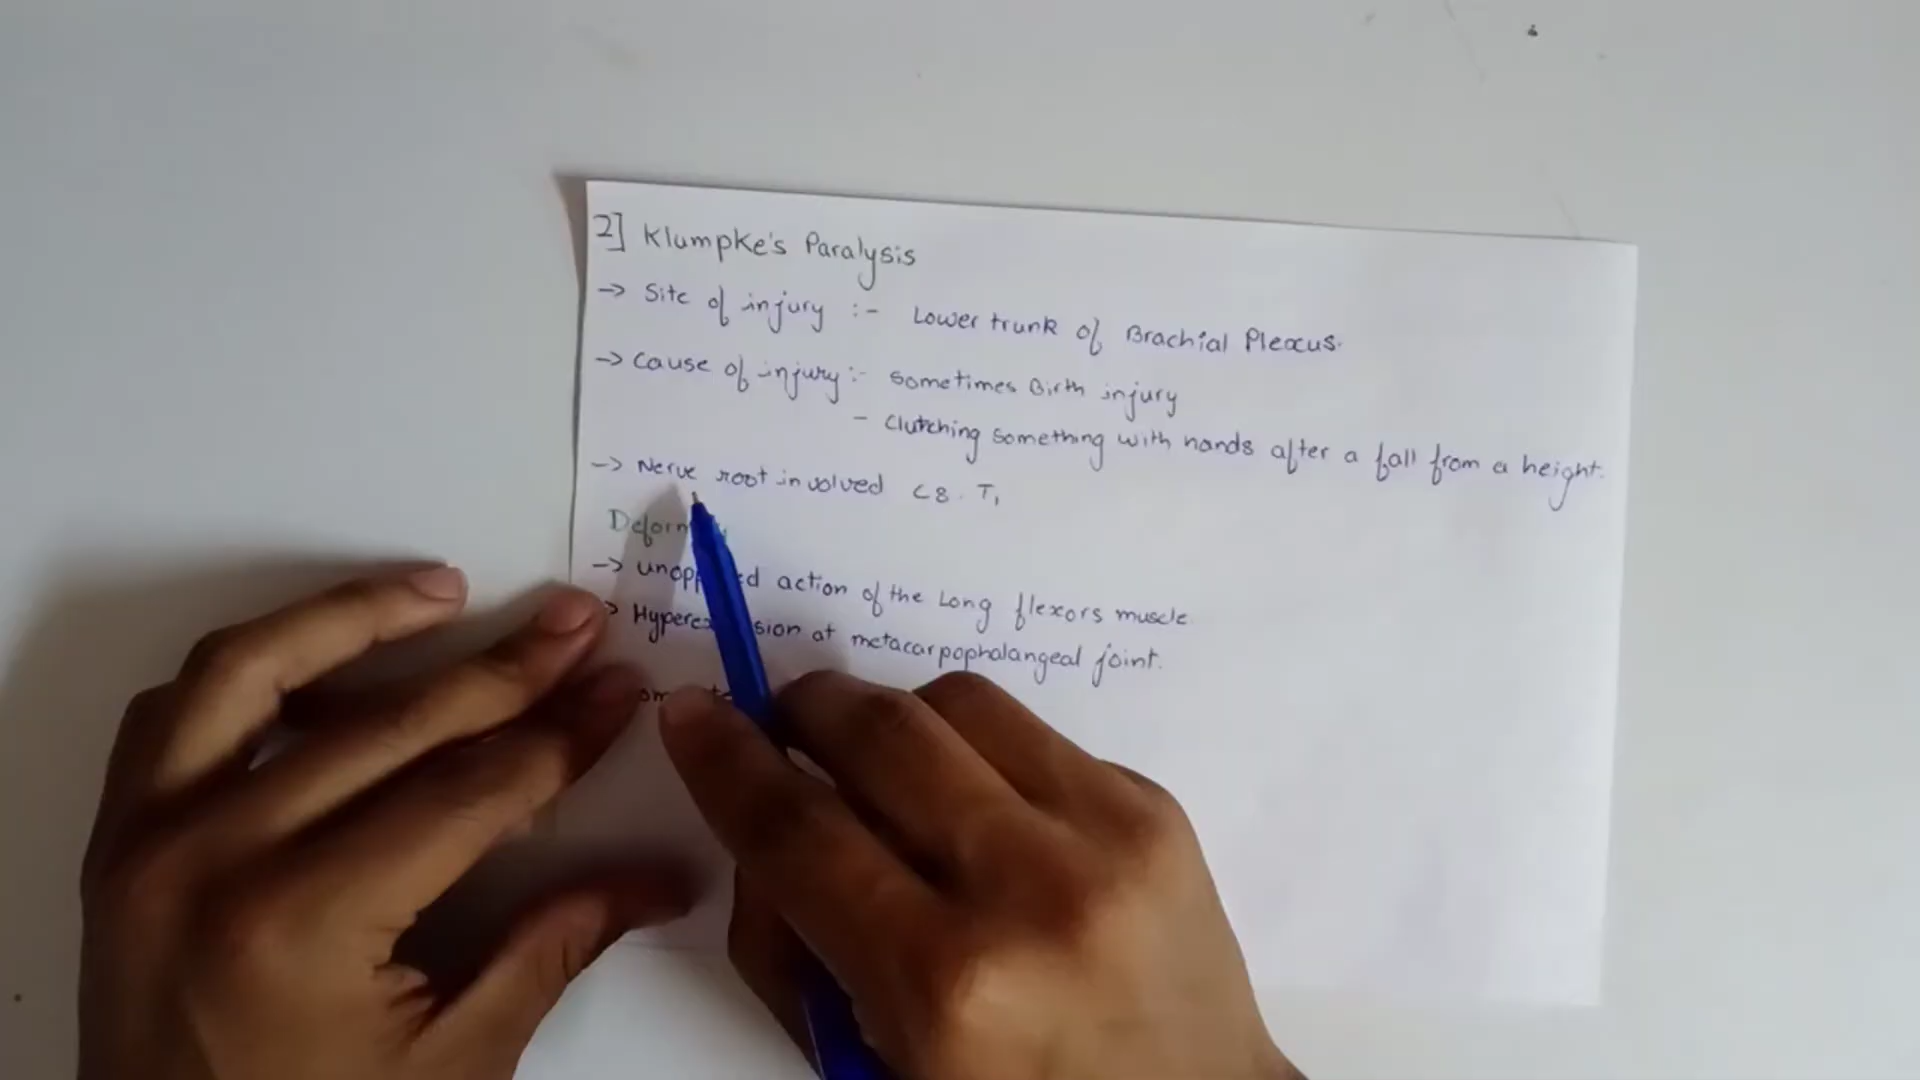 2] Klumpke's Paralysis
→ Site of injury :- Lower trunk of Brachial Plexus.
→ Cause of injury :- Sometimes Birth injury
- Clutching something with hands after a fall from a height.
→ Nerve root involved C8. T1
→ action of the Long flexors muscle.
at metacarpophalangeal joint.